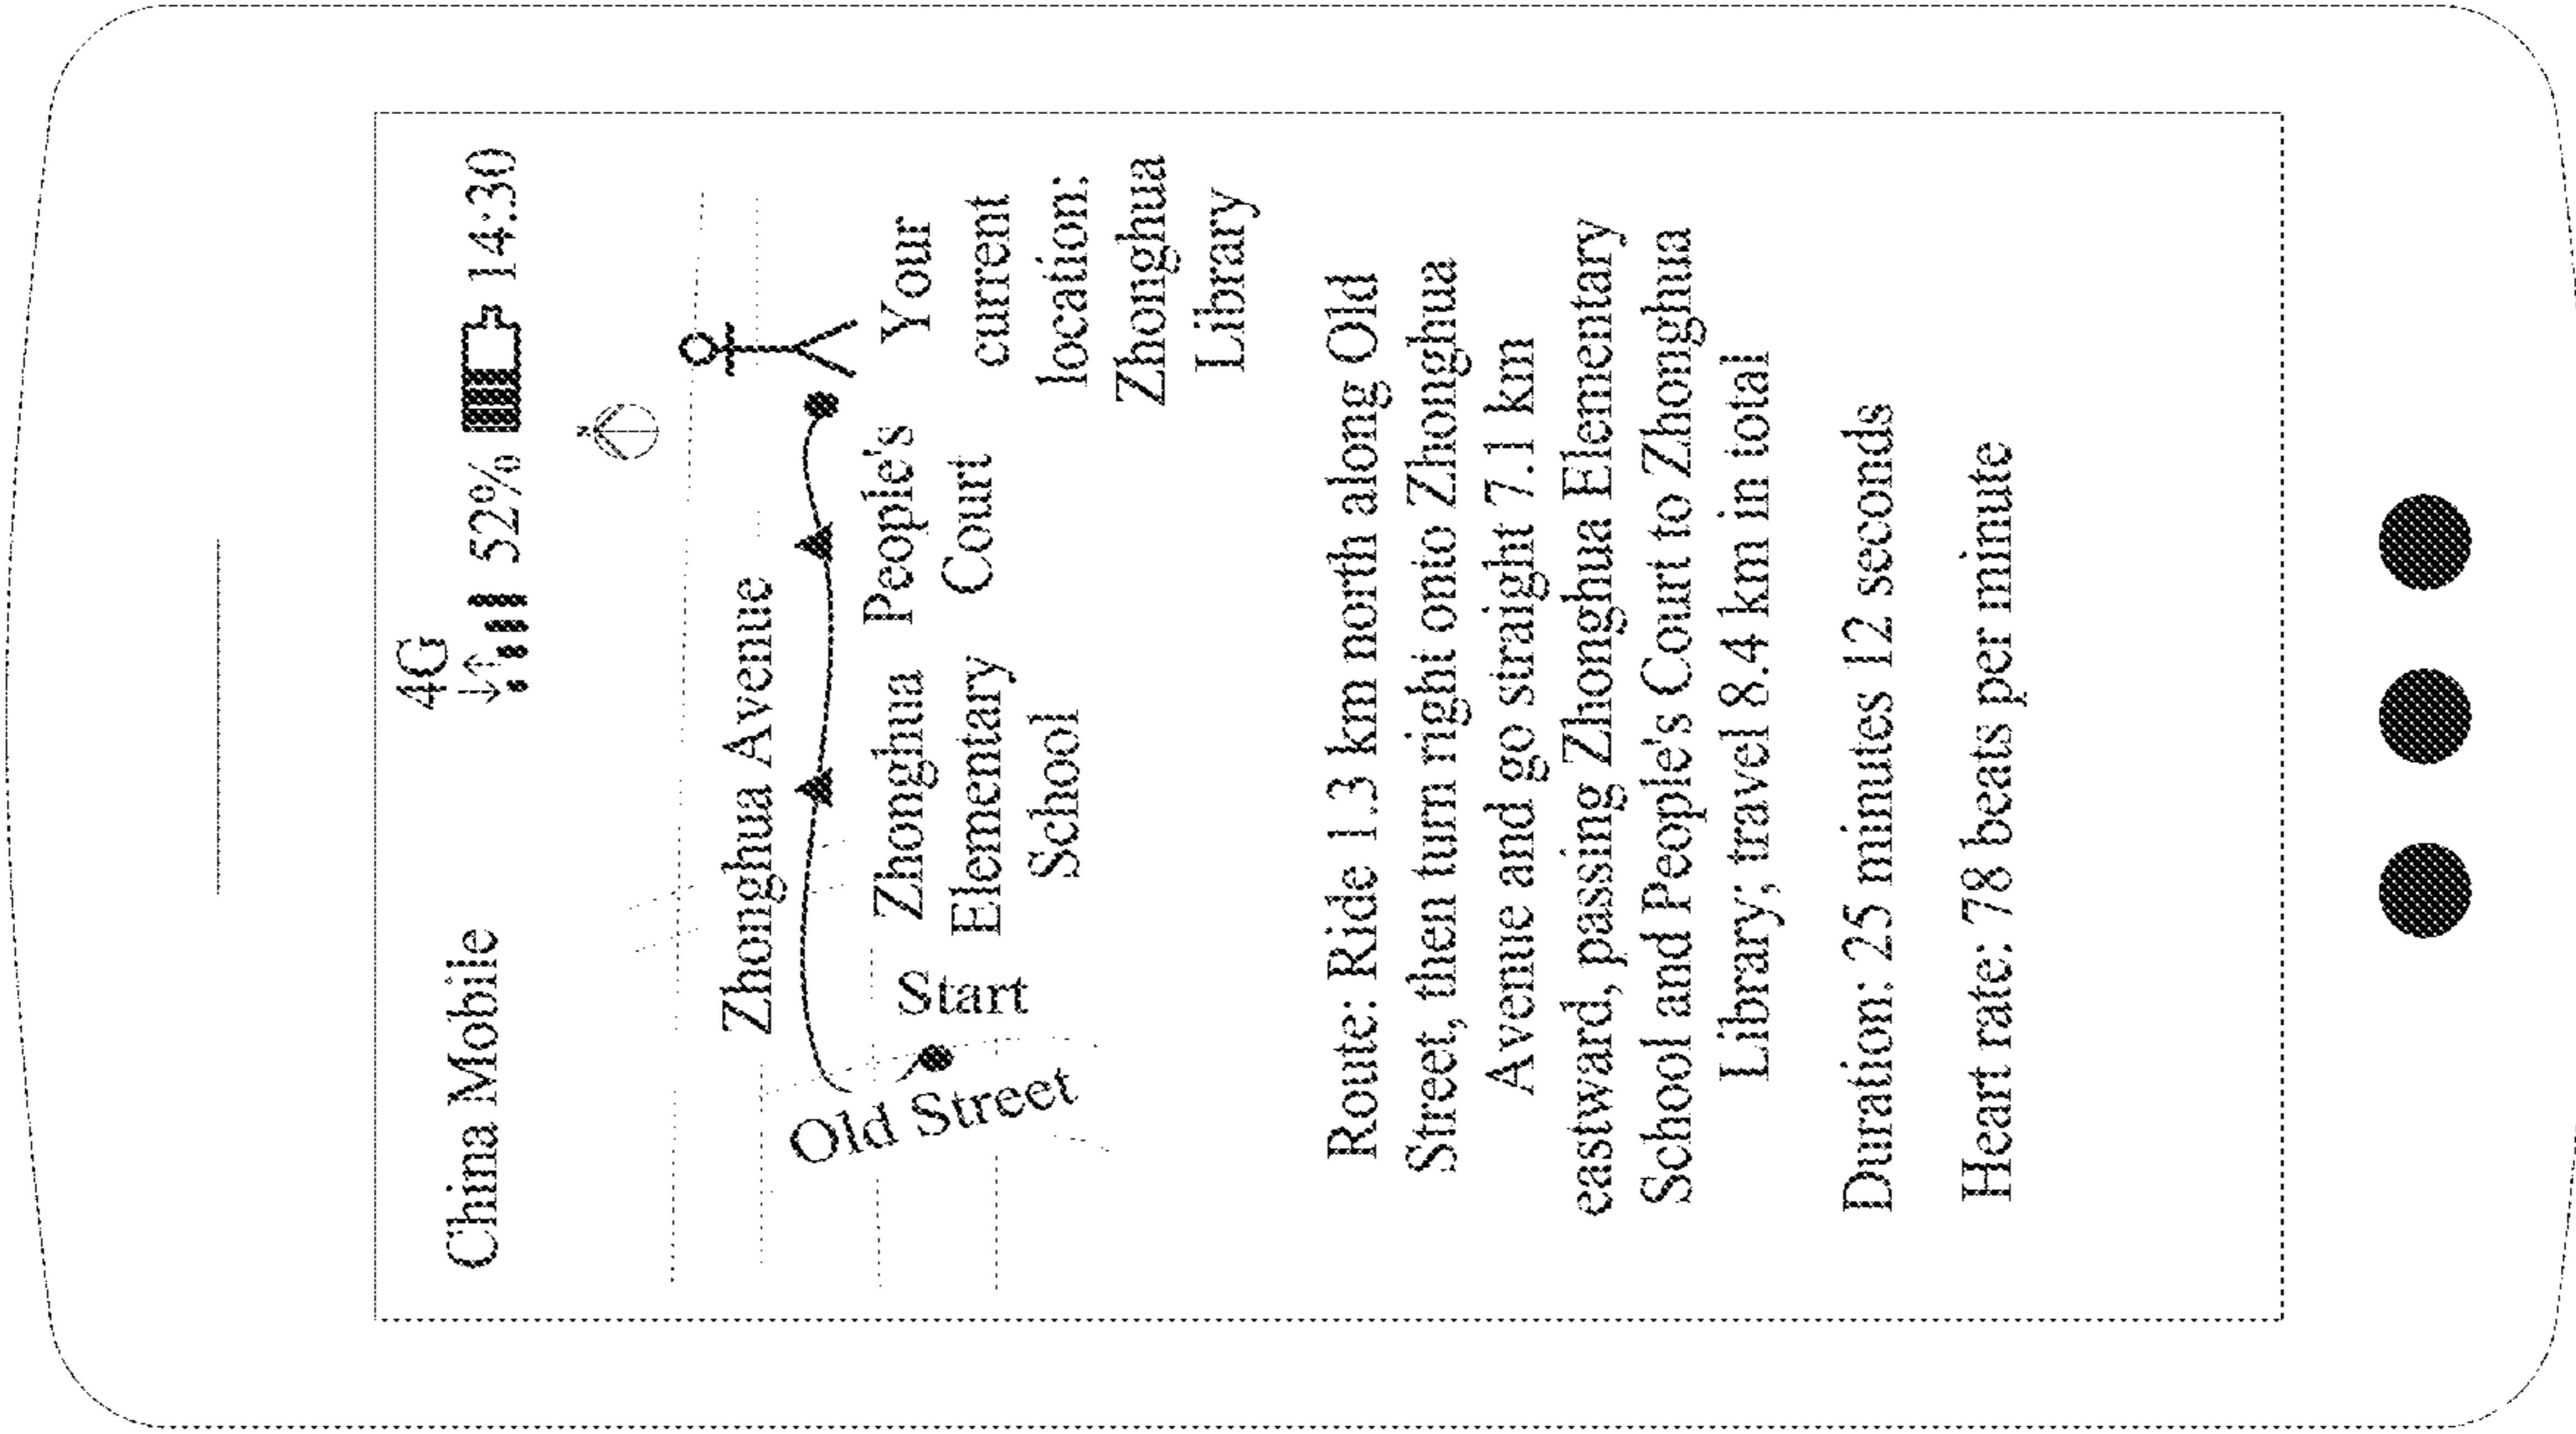 4G
China Mobile 52% 14:30
N
Zhonghua Avenue
Old Street
Start
Zhonghua
Elementary
School
People's
Court
Your
current
location:
Zhonghua
Library
Route: Ride 1.3 km north along Old
Street, then turn right onto Zhonghua
Avenue and go straight 7.1 km
eastward, passing Zhonghua Elementary
School and People's Court to Zhonghua
Library; travel 8.4 km in total
Duration: 25 minutes 12 seconds
Heart rate: 78 beats per minute